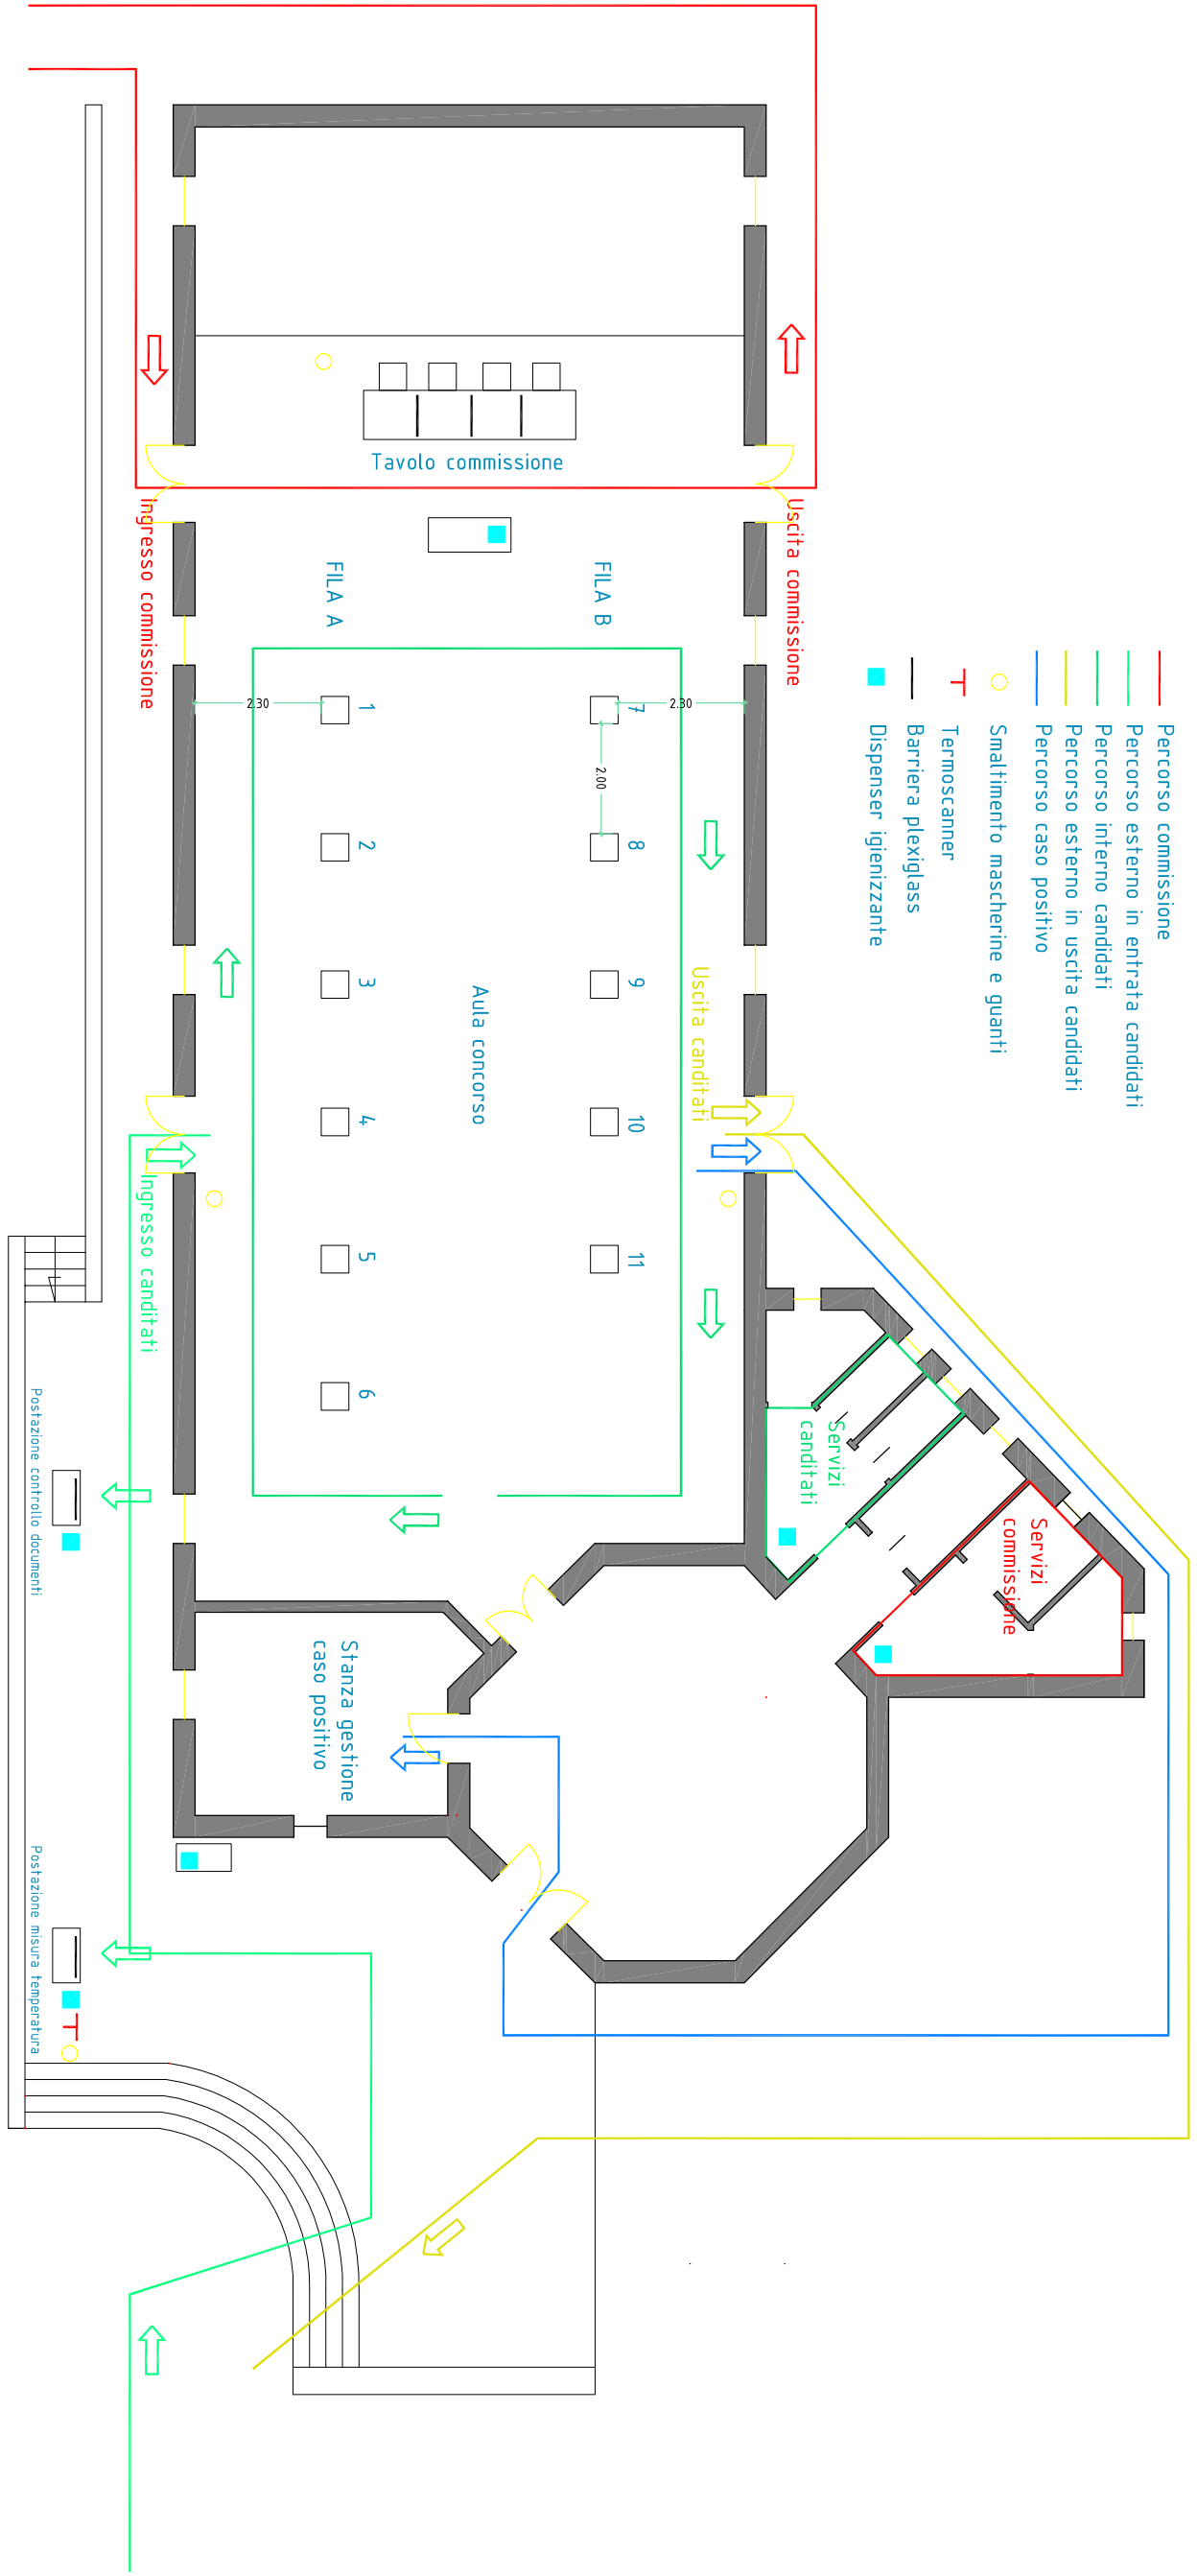 Percorso commissione
Percorso esterno in entrata candidati
Percorso interno candidati
Percorso esterno in uscita candidati
Percorso caso positivo
Smaltimento mascherine e guanti
Termoscanner
Barriera plexiglass
Dispenser igienizzante
Tavolo commissione
Uscita commissione
Ingresso commissione
FILA B
FILA A
7
8
9
10
11
1
2
3
4
5
6
2.30
2.30
2.00
Aula concorso
Uscita canditati
Ingresso canditati
Servizi
canditati
Servizi
commissione
Stanza gestione
caso positivo
Postazione controllo documenti
Postazione misura temperatura